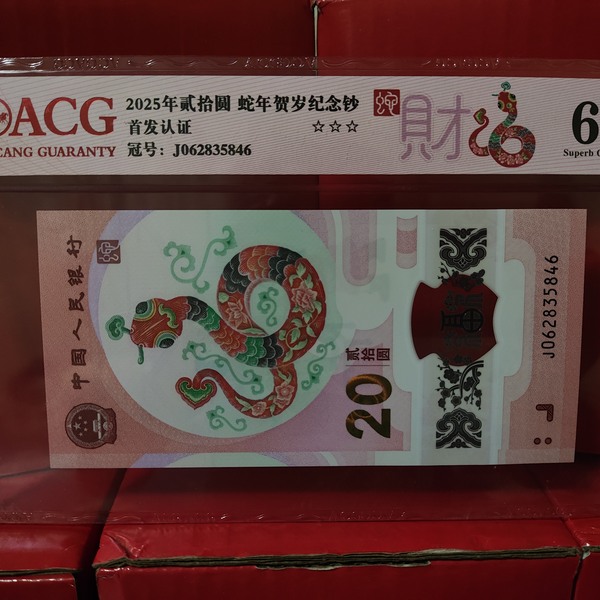 ACG
CANG GUARANTY
2025年贰拾圆 蛇年贺岁纪念钞
首发认证 ☆☆☆
冠号：J062835846
蛇
財
6
Superb
中国人民银行
贰拾圆
20
J062835846